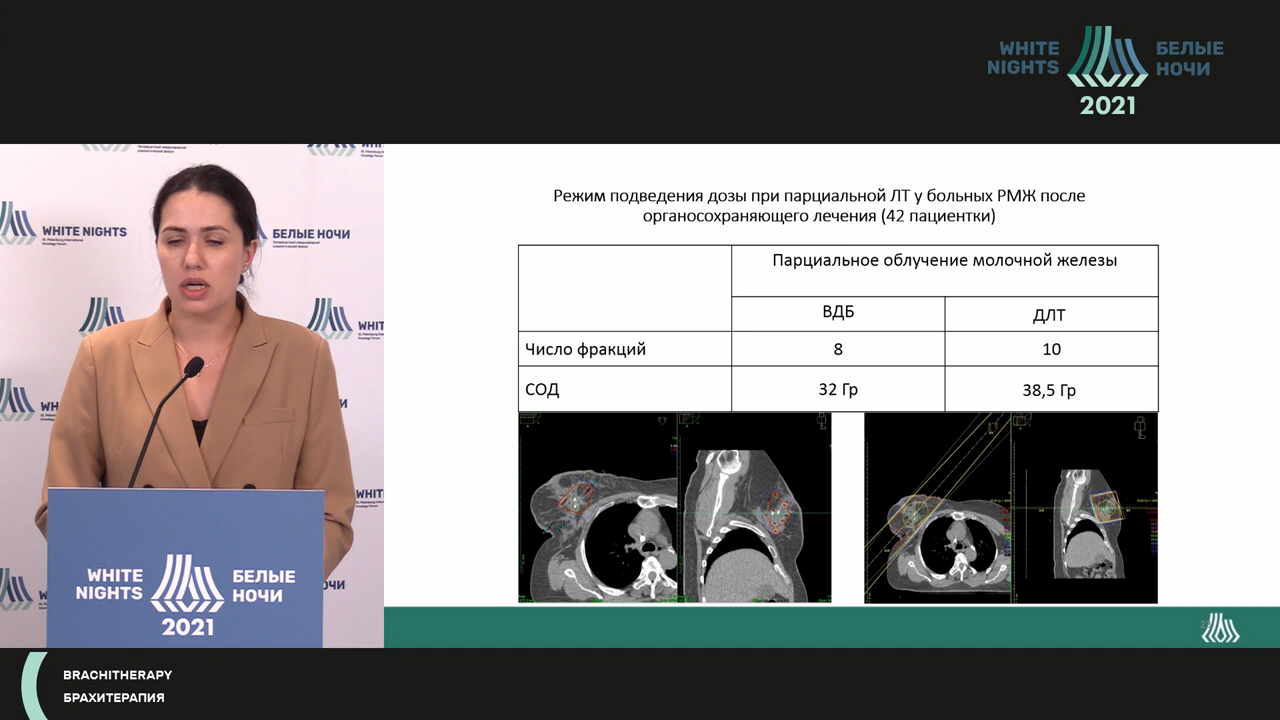 WHITE
NIGHTS
БЕЛЫЕ
НОЧИ
2021
WHITE NIGHTS
БЕЛЫЕ НОЧИ
Режим подведения дозы при парциальной ЛТ у больных РМЖ после
органосохраняющего лечения (42 пациентки)
Парциальное облучение молочной железы
ВДБ
ДЛТ
Число фракций
8
10
СОД
32 Гр
38,5 Гр
WHITE
NIGHTS
БЕЛЫЕ
НОЧИ
2021
BRACHITHERAPY
БРАХИТЕРАПИЯ